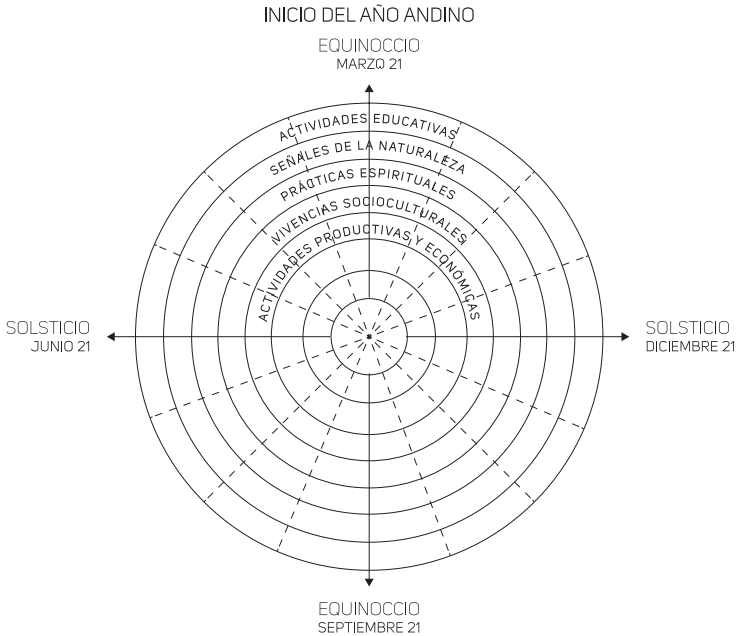 INICIO DEL AÑO ANDINO
EQUINOCCIO
MARZO 21
ACTIVIDADES EDUCATIVAS
SEÑALES DE LA NATURALEZA
PRÁCTICAS ESPIRITUALES
VIVENCIAS SOCIOCULTURALES
ACTIVIDADES PRODUCTIVAS Y ECONÓMICAS
SOLSTICIO
JUNIO 21
SOLSTICIO
DICIEMBRE 21
EQUINOCCIO
SEPTIEMBRE 21